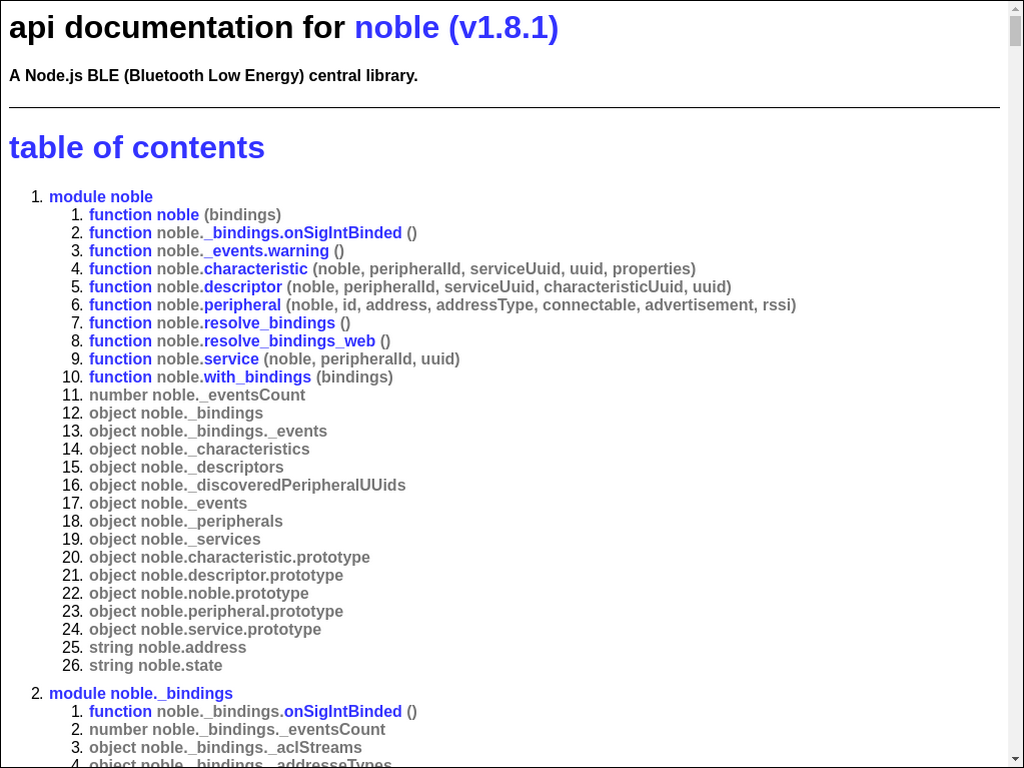 api documentation for noble (v1.8.1)
A Node.js BLE (Bluetooth Low Energy) central library.
table of contents
1. module noble
1. function noble (bindings)
2. function noble._bindings.onSigIntBinded ()
3. function noble._events.warning ()
4. function noble.characteristic (noble, peripheralId, serviceUuid, uuid, properties)
5. function noble.descriptor (noble, peripheralId, serviceUuid, characteristicUuid, uuid)
6. function noble.peripheral (noble, id, address, addressType, connectable, advertisement, rssi)
7. function noble.resolve_bindings ()
8. function noble.resolve_bindings_web ()
9. function noble.service (noble, peripheralId, uuid)
10. function noble.with_bindings (bindings)
11. number noble._eventsCount
12. object noble._bindings
13. object noble._bindings._events
14. object noble._characteristics
15. object noble._descriptors
16. object noble._discoveredPeripheralUUids
17. object noble._events
18. object noble._peripherals
19. object noble._services
20. object noble.characteristic.prototype
21. object noble.descriptor.prototype
22. object noble.noble.prototype
23. object noble.peripheral.prototype
24. object noble.service.prototype
25. string noble.address
26. string noble.state
2. module noble._bindings
1. function noble._bindings.onSigIntBinded ()
2. number noble._bindings._eventsCount
3. object noble._bindings._aclStreams
4. object noble._bindings._addresseTypes